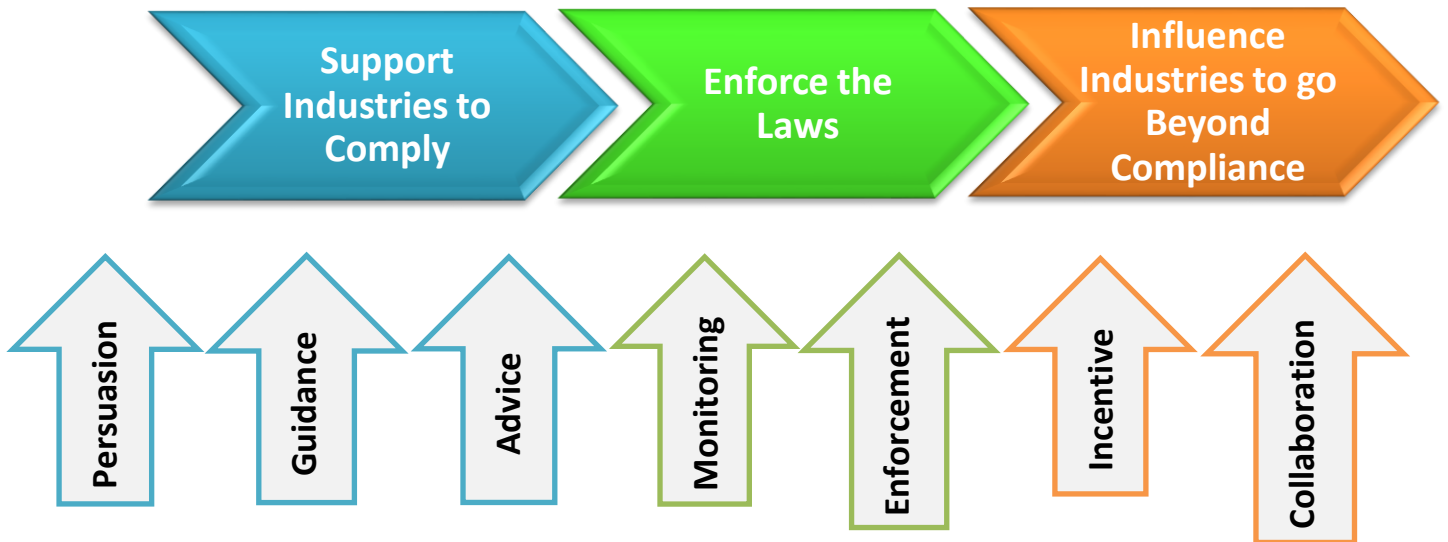 Support
Industries to
Comply
Enforce the
Laws
Influence
Industries to go
Beyond
Compliance
Persuasion
Guidance
Advice
Monitoring
Enforcement
Incentive
Collaboration